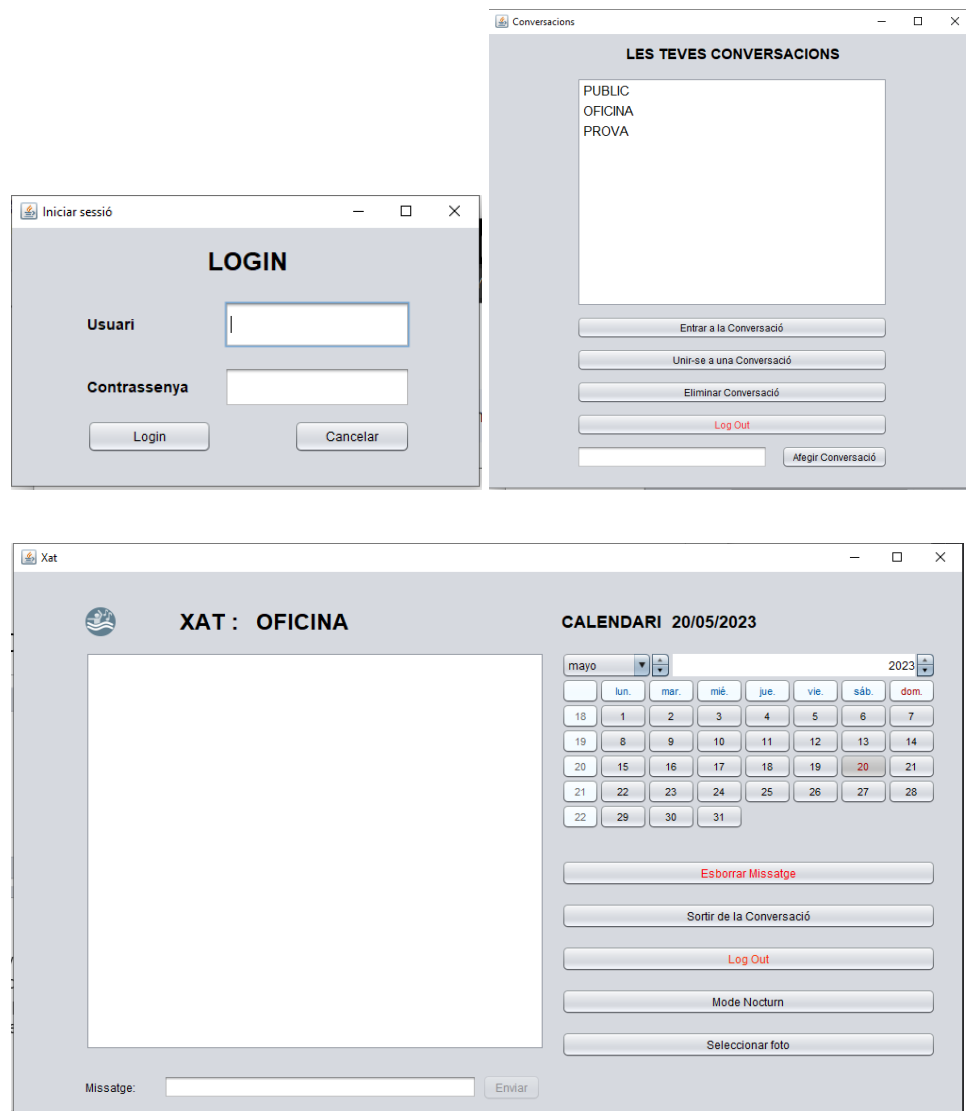 Conversacions
LES TEVES CONVERSACIONS
PUBLIC
OFICINA
PROVA
Entrar a la Conversació
Unir-se a una Conversació
Eliminar Conversació
Log Out
Afegir Conversació
Iniciar sessió
LOGIN
Usuari
Contrassenya
Login Cancelar
Xat
XAT : OFICINA
CALENDARI 20/05/2023
mayo 2023
lun. mar. mié. jue. vie. sáb. dom.
18 1 2 3 4 5 6 7
19 8 9 10 11 12 13 14
20 15 16 17 18 19 20 21
21 22 23 24 25 26 27 28
22 29 30 31
Esborrar Missatge
Sortir de la Conversació
Log Out
Mode Nocturn
Seleccionar foto
Missatge: Enviar